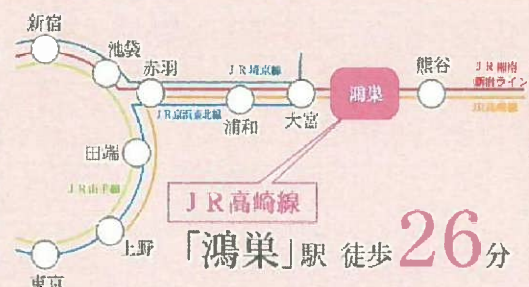 新宿
池袋
赤羽
JR埼京線
熊谷
JR湘南
新宿ライン
鴻巣
JR高崎線
JR京浜東北線
浦和
大宮
田端
JR山手線
JR高崎線
上野
「鴻巣」駅 徒歩26分
東京